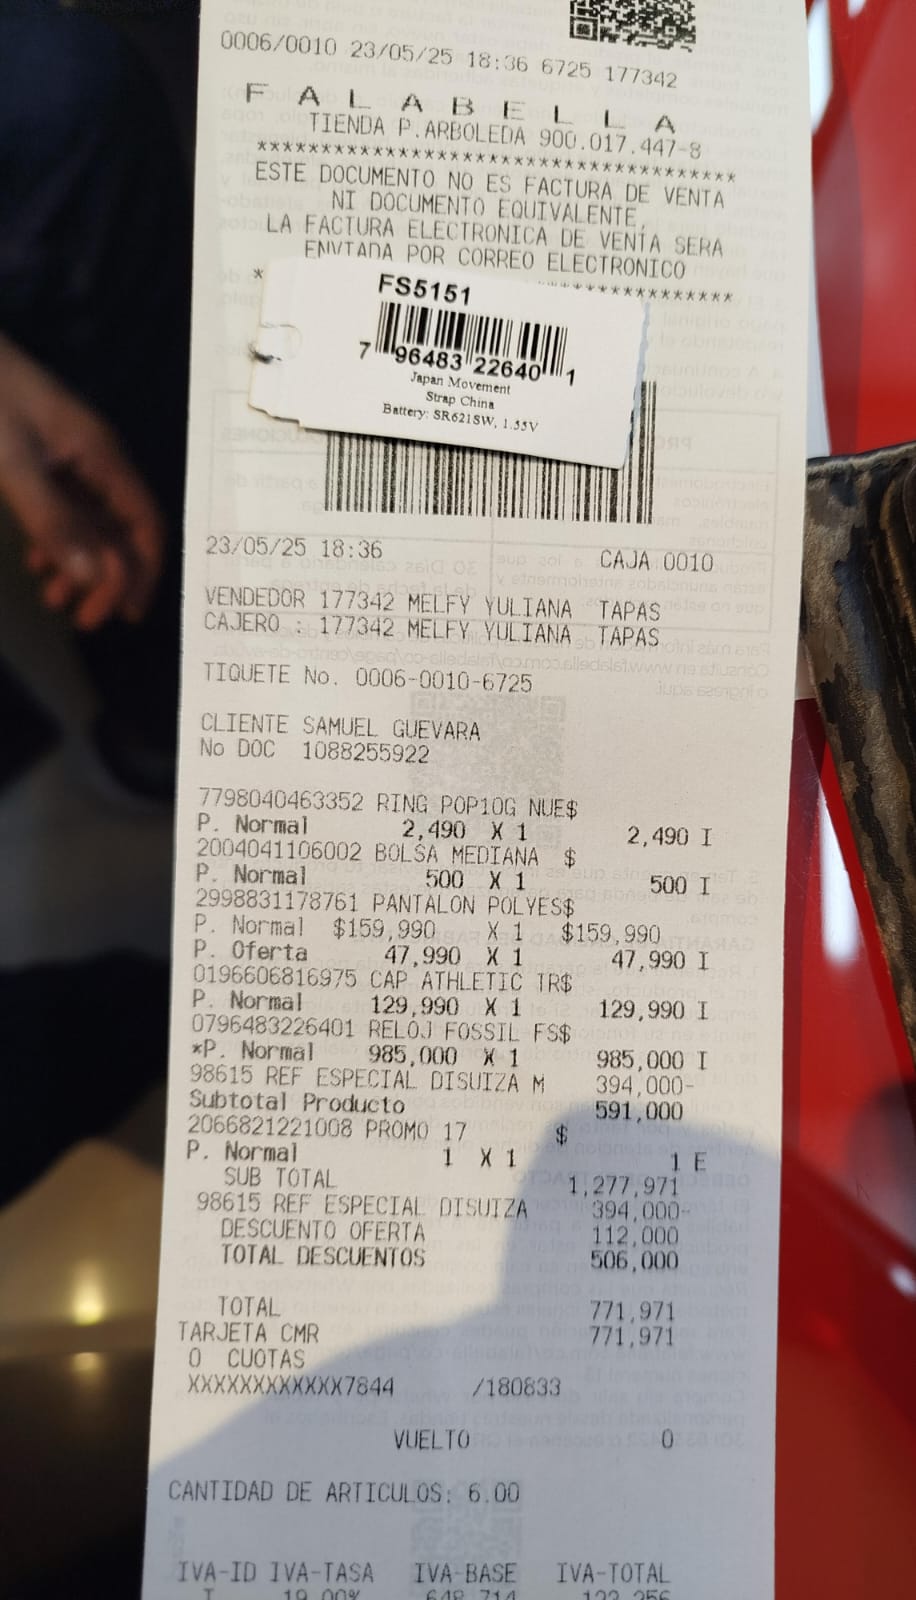 0006/0010 23/05/25 18:36 6725 177342
F A L A B E L L A
TIENDA P.ARBOLEDA 900.017.447-8
************************************
ESTE DOCUMENTO NO ES FACTURA DE VENTA
NI DOCUMENTO EQUIVALENTE,
LA FACTURA ELECTRONICA DE VENTA SERA
ENVIADA POR CORREO ELECTRONICO
FS5151
7 96483 22640 1
Japan Movement
Strap China
Battery: SR621SW, 1.55V
23/05/25 18:36 CAJA 0010
VENDEDOR 177342 MELFY YULIANA TAPAS
CAJERO : 177342 MELFY YULIANA TAPAS
TIQUETE No. 0006-0010-6725
CLIENTE SAMUEL GUEVARA
No DOC 1088255922
7798040463352 RING POP10G NUE$
P. Normal 2,490 X 1 2,490 I
2004041106002 BOLSA MEDIANA $
P. Normal 500 X 1 500 I
2998831178761 PANTALON POLYES$
P. Normal $159,990 X 1 $159,990
P. Oferta 47,990 X 1 47,990 I
0196606816975 CAP ATHLETIC TR$
P. Normal 129,990 X 1 129,990 I
0796483226401 RELOJ FOSSIL FS$
*P. Normal 985,000 X 1 985,000 I
98615 REF ESPECIAL DISUIZA M 394,000-
Subtotal Producto 591,000
2066821221008 PROMO 17 $
P. Normal 1 X 1 1 E
SUB TOTAL 1,277,971
98615 REF ESPECIAL DISUIZA 394,000-
DESCUENTO OFERTA 112,000
TOTAL DESCUENTOS 506,000
TOTAL 771,971
TARJETA CMR 771,971
0 CUOTAS
XXXXXXXXXXXX7844 /180833
VUELTO 0
CANTIDAD DE ARTICULOS: 6.00
IVA-ID IVA-TASA IVA-BASE IVA-TOTAL
I 19.00% 648,714 123,256